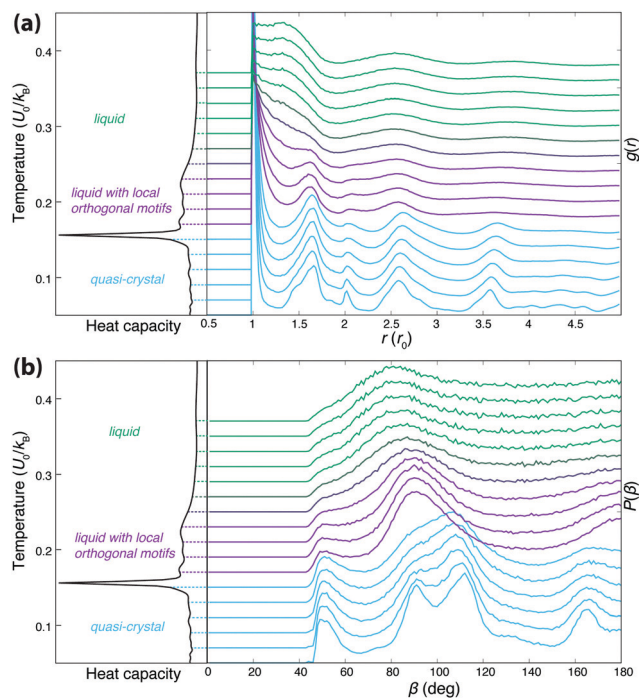 (a)
0.4
0.3
0.2
0.1
Temperature (U₀/k_B)
liquid
liquid with local
orthogonal motifs
quasi-crystal
Heat capacity
0.5 1 1.5 2 2.5 3 3.5 4 4.5
r (r₀)
g(r)
(b)
0.4
0.3
0.2
0.1
Temperature (U₀/k_B)
liquid
liquid with local
orthogonal motifs
quasi-crystal
Heat capacity
0 20 40 60 80 100 120 140 160 180
β (deg)
P(β)